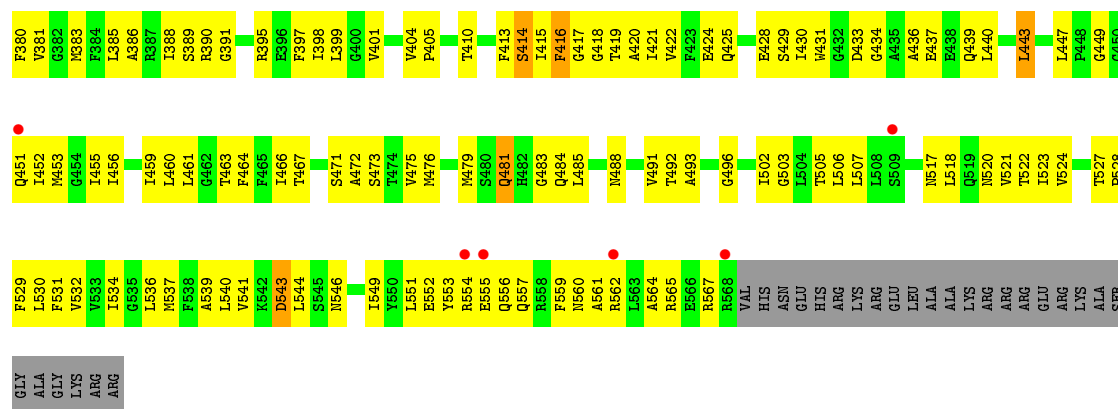 F380 V381 G382 M383 F384 L385 A386 R387 I388 S389 R390 G391 R395 E396 F397 I398 L399 G400 V401 V404 P405 T410 F413 S414 I415 F416 G417 G418 T419 A420 I421 V422 F423 E424 Q425 E428 S429 I430 W431 G432 D433 G434 A435 A436 E437 E438 Q439 L440 L443 L447 P448 G449
Q451 I452 M453 G454 I455 I456 I459 L460 L461 G462 T463 F464 F465 I466 T467 S471 A472 S473 T474 V475 M476 M479 S480 Q481 H482 G483 Q484 L485 N488 V491 T492 A493 G496 I502 G503 L504 T505 L506 L507 L508 S509 N517 L518 Q519 N520 V521 T522 I523 V524 T527 P528
F529 L530 F531 V532 V533 I534 G535 L536 M537 F538 A539 L540 V541 K542 D543 L544 S545 N546 I549 Y550 L551 E552 Y553 R554 E555 Q556 Q557 R558 F559 N560 A561 R562 L563 A564 R565 E566 R567 R568 VAL HIS ASN GLU HIS ARG LYS ARG GLU LEU ALA ALA LYS ARG ARG ARG GLU ARG LYS ALA SER
GLY ALA GLY LYS ARG ARG